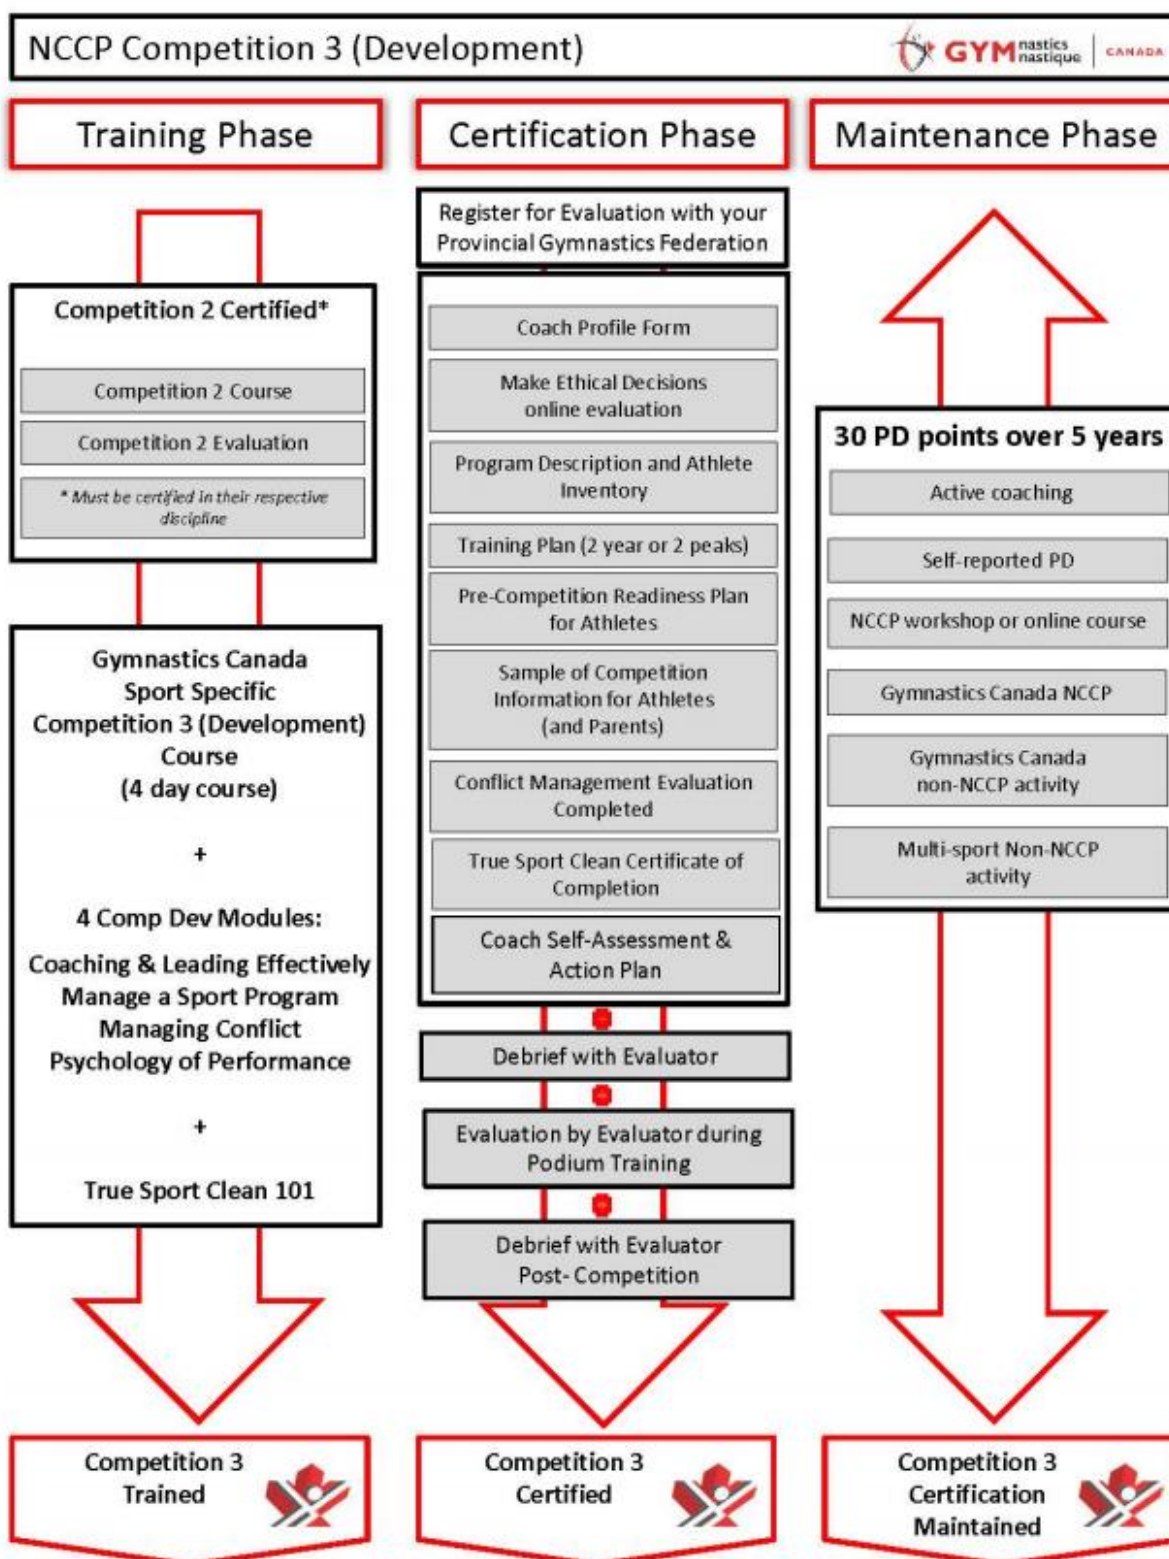 NCCP Competition 3 (Development)
GYMnastics
nastique
CANADA
Training Phase
Competition 2 Certified*
Competition 2 Course
Competition 2 Evaluation
* Must be certified in their respective
discipline
Gymnastics Canada
Sport Specific
Competition 3 (Development)
Course
(4 day course)
+
4 Comp Dev Modules:
Coaching & Leading Effectively
Manage a Sport Program
Managing Conflict
Psychology of Performance
+
True Sport Clean 101
Competition 3
Trained
Certification Phase
Register for Evaluation with your
Provincial Gymnastics Federation
Coach Profile Form
Make Ethical Decisions
online evaluation
Program Description and Athlete
Inventory
Training Plan (2 year or 2 peaks)
Pre-Competition Readiness Plan
for Athletes
Sample of Competition
Information for Athletes
(and Parents)
Conflict Management Evaluation
Completed
True Sport Clean Certificate of
Completion
Coach Self-Assessment &
Action Plan
Debrief with Evaluator
Evaluation by Evaluator during
Podium Training
Debrief with Evaluator
Post- Competition
Competition 3
Certified
Maintenance Phase
30 PD points over 5 years
Active coaching
Self-reported PD
NCCP workshop or online course
Gymnastics Canada NCCP
Gymnastics Canada
non-NCCP activity
Multi-sport Non-NCCP
activity
Competition 3
Certification
Maintained